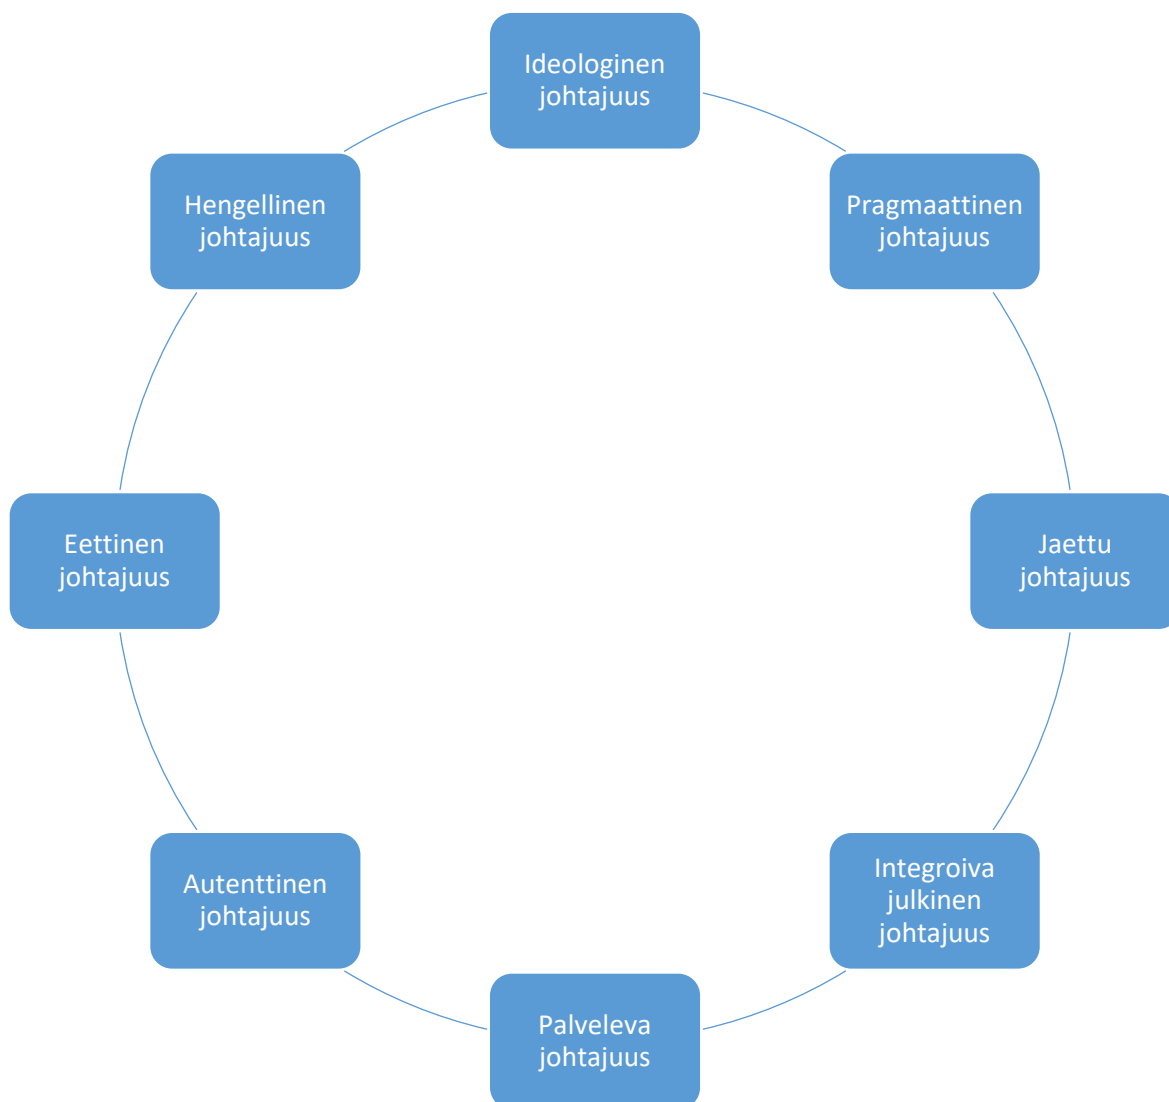 Ideologinen
johtajuus
Pragmaattinen
johtajuus
Jaettu
johtajuus
Integroiva
julkinen
johtajuus
Palveleva
johtajuus
Autenttinen
johtajuus
Eettinen
johtajuus
Hengellinen
johtajuus